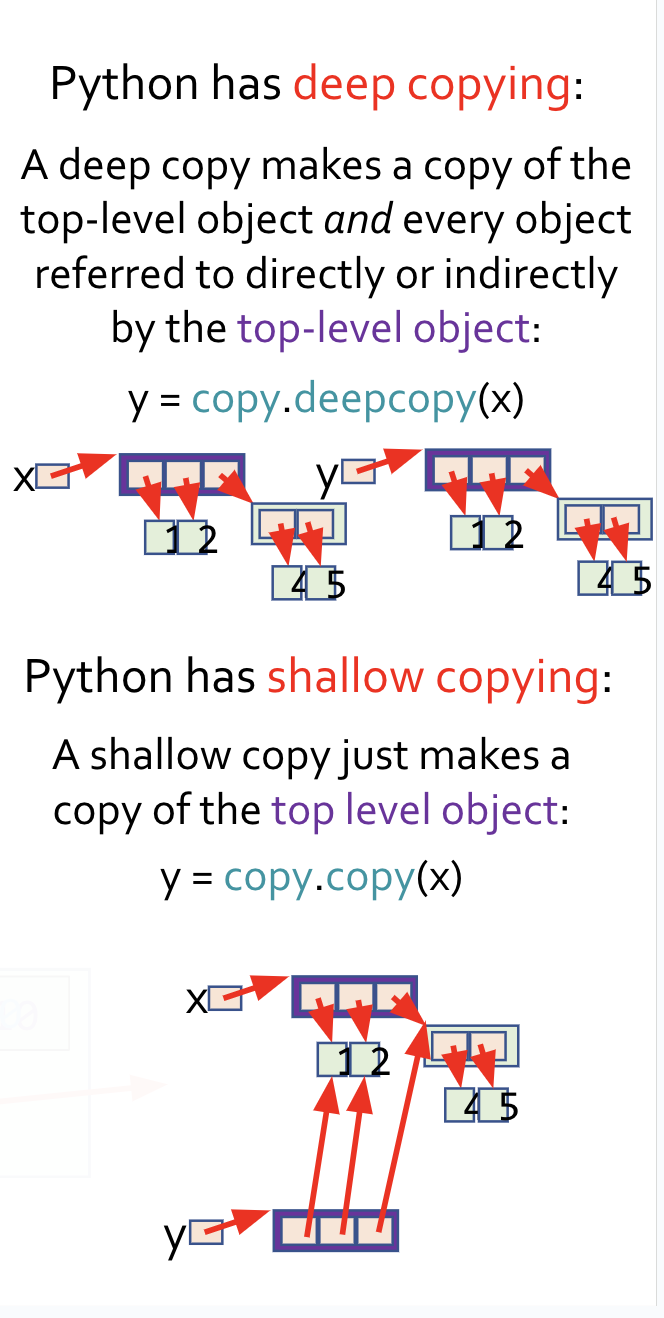 Python has deep copying:
A deep copy makes a copy of the
top-level object and every object
referred to directly or indirectly
by the top-level object:
y = copy.deepcopy(x)
x y
1 2 1 2
4 5 4 5
Python has shallow copying:
A shallow copy just makes a
copy of the top level object:
y = copy.copy(x)
x
1 2
4 5
y